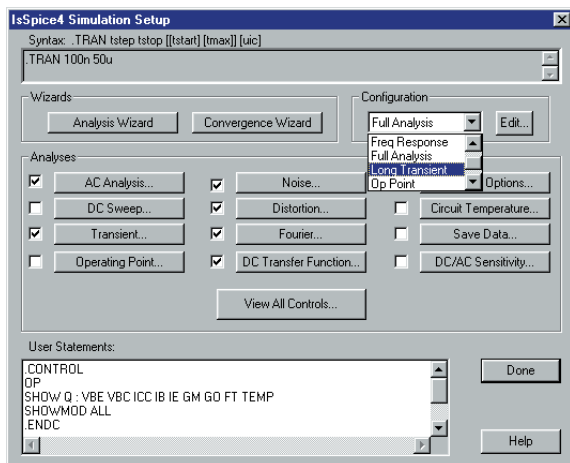 IsSpice4 Simulation Setup
Syntax: .TRAN tstep tstop [[tstart] [tmax]] [uic]
.TRAN 100n 50u
Wizards
Analysis Wizard
Convergence Wizard
Configuration
Full Analysis
Edit...
Freq Response
Full Analysis
Long Transient
Op Point
Analyses
AC Analysis...
Noise...
Options...
DC Sweep...
Distortion...
Circuit Temperature...
Transient...
Fourier...
Save Data...
Operating Point...
DC Transfer Function...
DC/AC Sensitivity...
View All Controls...
User Statements:
.CONTROL
OP
SHOW Q : VBE VBC ICC IB IE GM GO FT TEMP
SHOWMOD ALL
.ENDC
Done
Help